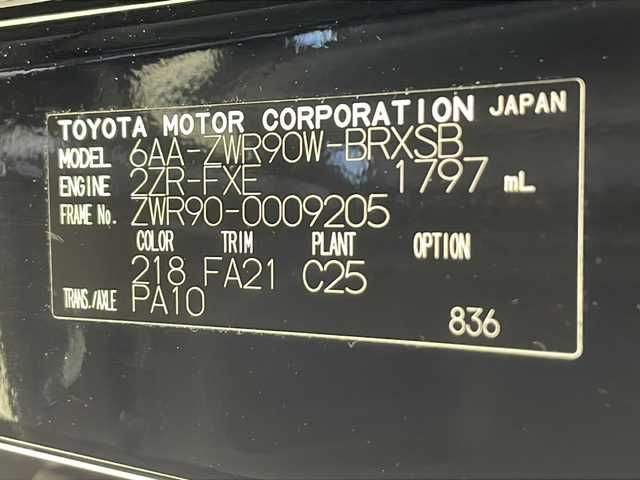 TOYOTA MOTOR CORPORATION JAPAN
MODEL 6AA-ZWR90W-BRXSB
ENGINE 2ZR-FXE 1797 mL
FRAME No. ZWR90-0009205
COLOR TRIM PLANT OPTION
218 FA21 C25
TRANS./AXLE PA10
836